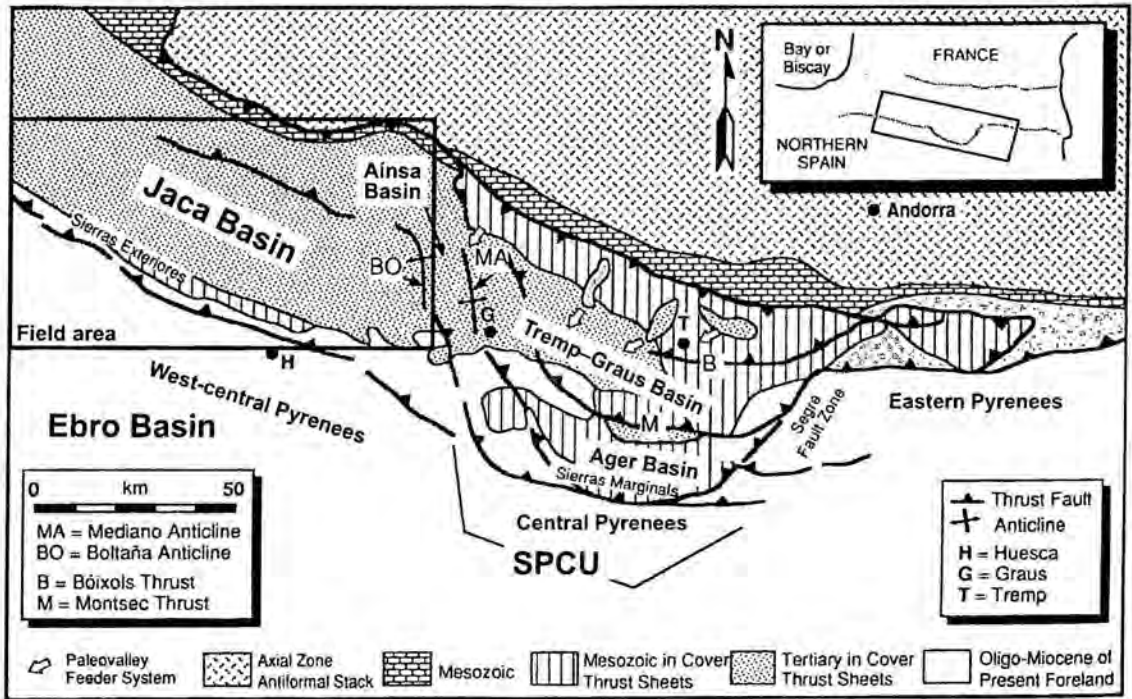 N
Bay or
Biscay
FRANCE
NORTHERN
SPAIN
Andorra
Aínsa
Basin
Jaca Basin
Sierras Exteriores
BO
MA
G
T
B
Tremp–Graus Basin
Field area
H
West-central Pyrenees
M
Segre
Fault Zone
Eastern Pyrenees
Ebro Basin
Ager Basin
Sierras Marginals
Central Pyrenees
SPCU
0 km 50
MA = Mediano Anticline
BO = Boltaña Anticline
B = Bóixols Thrust
M = Montsec Thrust
Thrust Fault
Anticline
H = Huesca
G = Graus
T = Tremp
Paleovalley
Feeder System
Axial Zone
Antiformal Stack
Mesozoic
Mesozoic in Cover
Thrust Sheets
Tertiary in Cover
Thrust Sheets
Oligo-Miocene of
Present Foreland